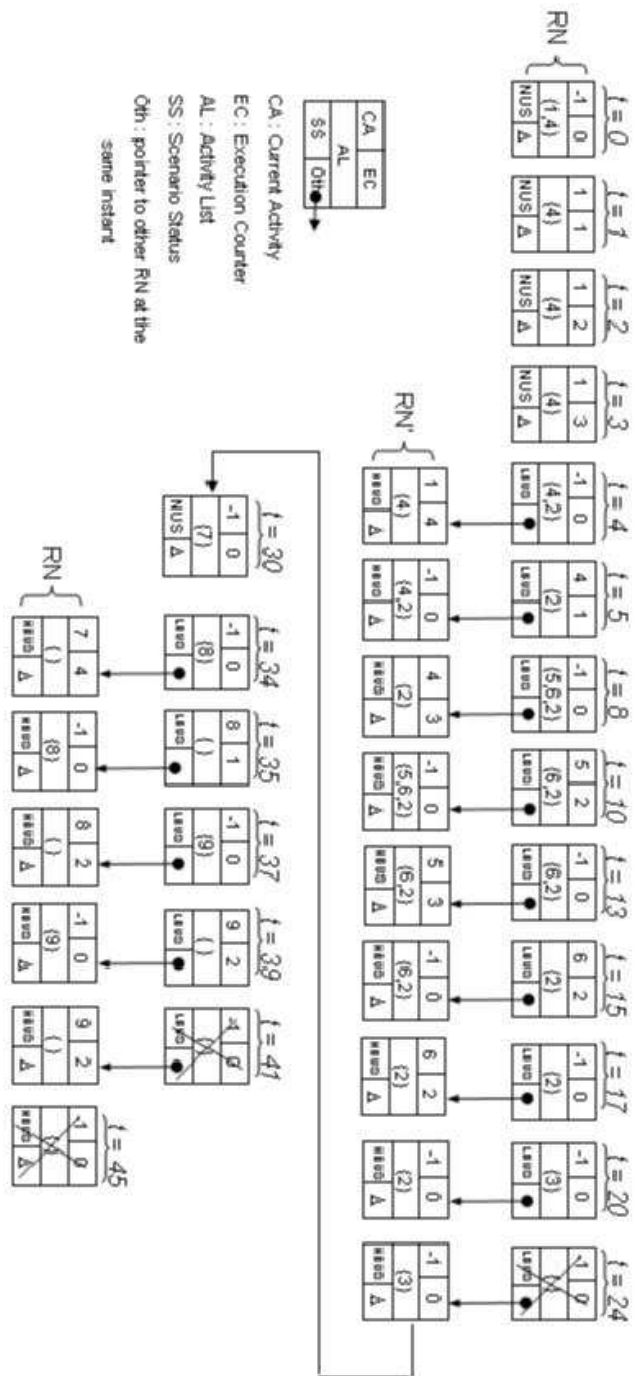 RN
t=0
-1 0
(1,4)
NUS Δ
t=1
1 1
(4)
NUS Δ
t=2
1 2
(4)
NUS Δ
t=3
1 3
(4)
NUS Δ
t=4
-1 0
(4,2)
t=5
4 1
(2)
t=8
-1 0
(5,6,2)
t=10
5 2
(6,2)
t=13
-1 0
(6,2)
t=15
6 2
(2)
t=17
-1 0
(2)
t=20
-1 0
(3)
t=24
-1 0
RN'
1 4
(4)
Δ
-1 0
(4,2)
Δ
4 3
(2)
Δ
-1 0
(5,6,2)
Δ
5 3
(6,2)
Δ
-1 0
(6,2)
Δ
6 2
(2)
Δ
-1 0
(2)
Δ
-1 0
(3)
Δ
CA EC
AL
SS Oth
CA : Current Activity
EC : Execution Counter
AL : Activity List
SS : Scenario Status
Oth : pointer to other RN at the
same instant
t=30
-1 0
(7)
Δ
t=34
-1 0
(8)
t=35
8 1
( )
t=37
-1 0
(9)
t=39
9 2
( )
t=41
-1 0
RN
7 4
( )
Δ
-1 0
(8)
Δ
8 2
( )
Δ
-1 0
(9)
Δ
9 2
( )
Δ
t=45
-1 0
Δ